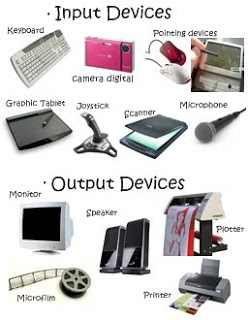 · Input Devices
Keyboard
camera digital
Pointing devices
Graphic Tablet
Joystick
Scanner
Microphone
· Output Devices
Monitor
Speaker
Plotter
Microfilm
Printer